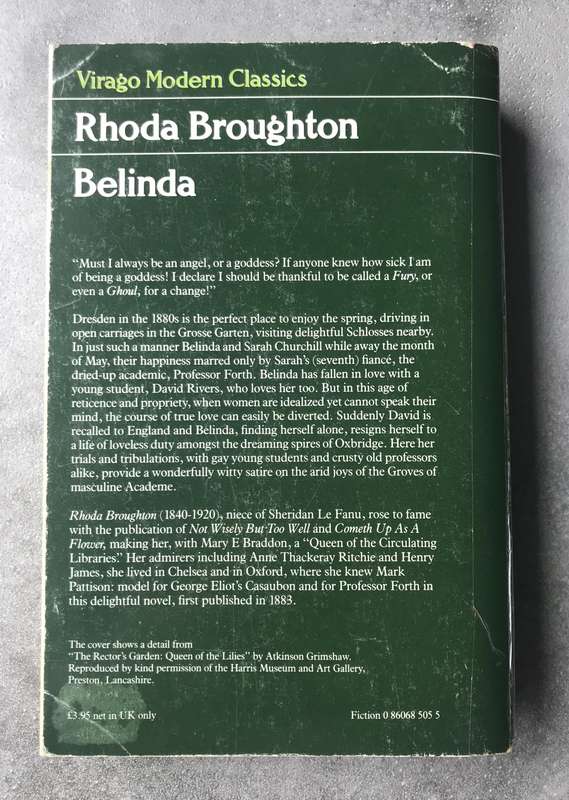 Virago Modern Classics
Rhoda Broughton
Belinda
“Must I always be an angel, or a goddess? If anyone knew how sick I am
of being a goddess! I declare I should be thankful to be called a Fury, or
even a Ghoul, for a change!”
Dresden in the 1880s is the perfect place to enjoy the spring, driving in
open carriages in the Grosse Garten, visiting delightful Schlosses nearby.
In just such a manner Belinda and Sarah Churchill while away the month
of May, their happiness marred only by Sarah’s (seventh) fiancé, the
dried-up academic, Professor Forth. Belinda has fallen in love with a
young student, David Rivers, who loves her too. But in this age of
reticence and propriety, when women are idealized yet cannot speak their
mind, the course of true love can easily be diverted. Suddenly David is
recalled to England and Belinda, finding herself alone, resigns herself to
a life of loveless duty amongst the dreaming spires of Oxbridge. Here her
trials and tribulations, with gay young students and crusty old professors
alike, provide a wonderfully witty satire on the arid joys of the Groves of
masculine Academe.
Rhoda Broughton (1840-1920), niece of Sheridan Le Fanu, rose to fame
with the publication of Not Wisely But Too Well and Cometh Up As A
Flower, making her, with Mary E Braddon, a “Queen of the Circulating
Libraries.” Her admirers including Anne Thackeray Ritchie and Henry
James, she lived in Chelsea and in Oxford, where she knew Mark
Pattison: model for George Eliot’s Casaubon and for Professor Forth in
this delightful novel, first published in 1883.
The cover shows a detail from
“The Rector’s Garden: Queen of the Lilies” by Atkinson Grimshaw.
Reproduced by kind permission of the Harris Museum and Art Gallery,
Preston, Lancashire.
£3.95 net in UK only
Fiction 0 86068 505 5